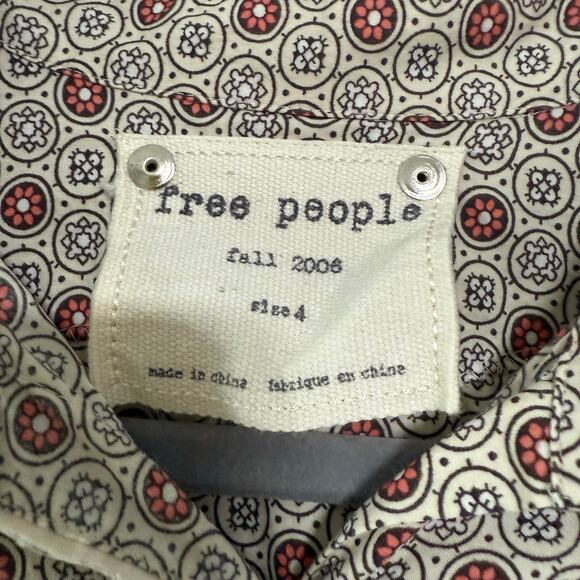 free people
fall 2006
size 4
made in china fabrique en chine